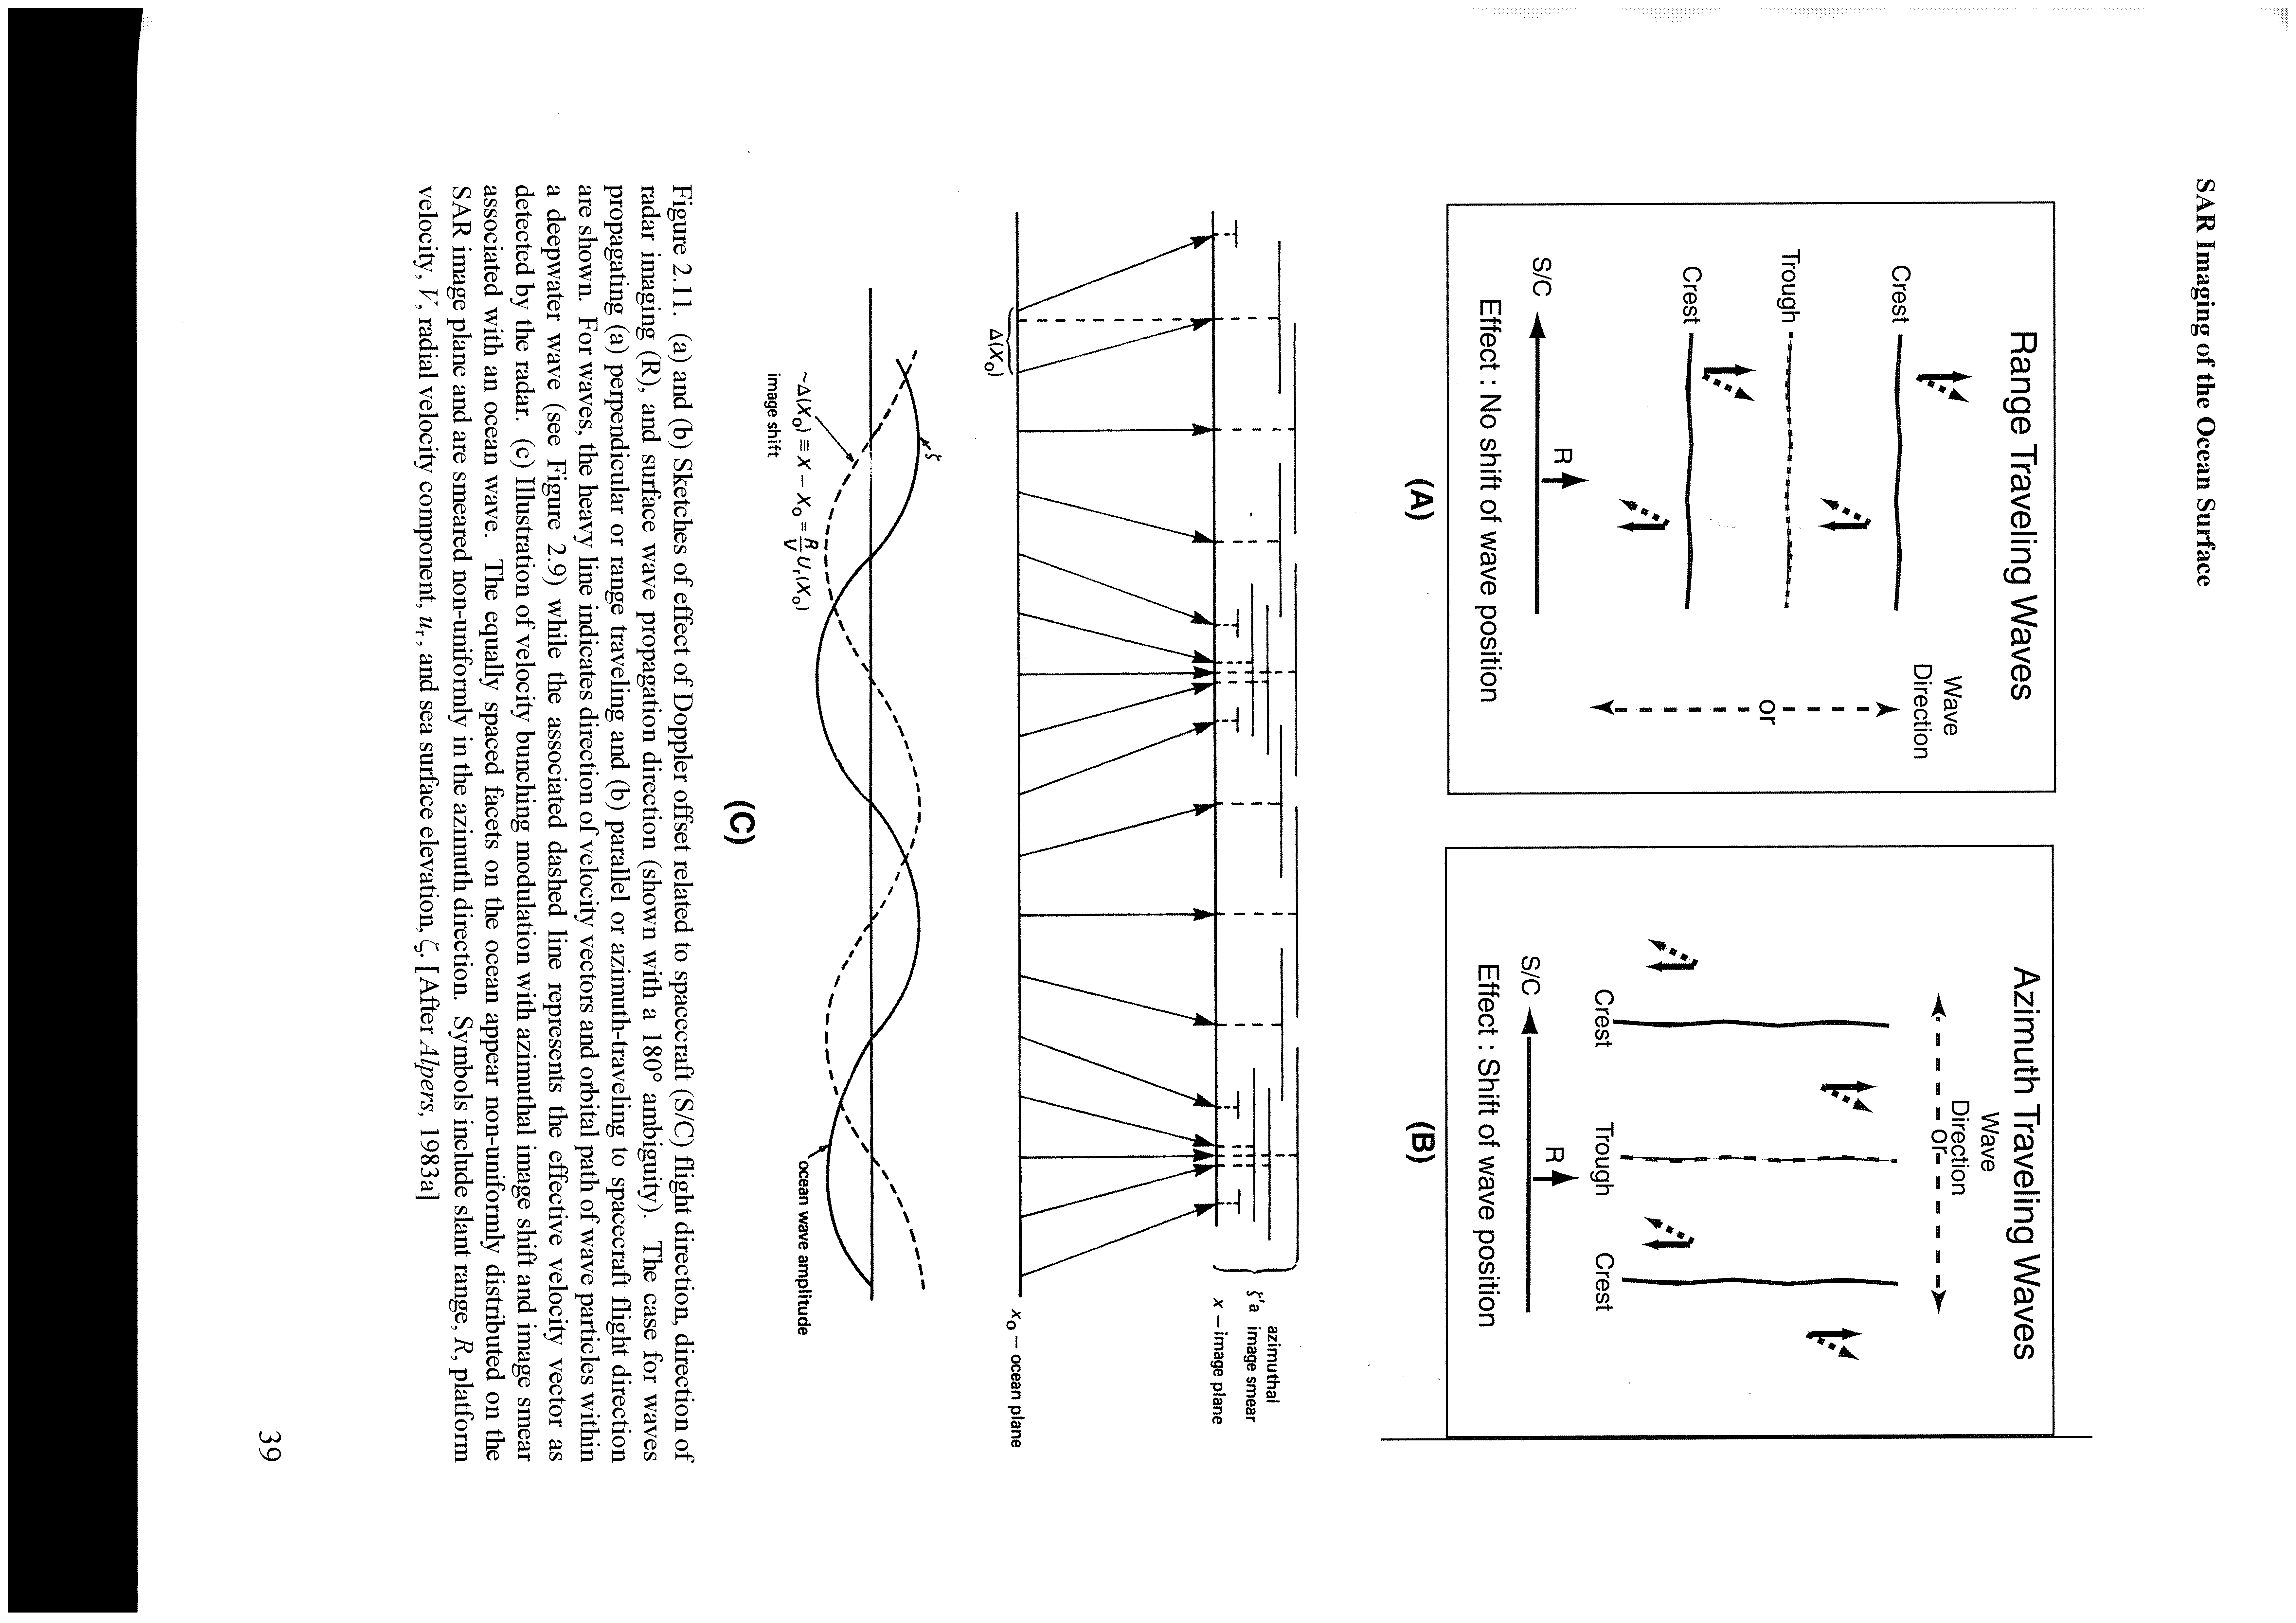 SAR Imaging of the Ocean Surface
Range Traveling Waves
Wave
Direction
Crest
Trough
or
Crest
R
S/C
Effect : No shift of wave position
(A)
Azimuth Traveling Waves
Wave
Direction
or
Crest
Trough
Crest
R
S/C
Effect : Shift of wave position
(B)
azimuthal
ζ'a image smear
x – image plane
Δ(X₀)
x₀ – ocean plane
ζ
~Δ(X₀) ≡ X – X₀ = R/V Uᵣ(X₀)
image shift
ocean wave amplitude
(C)
Figure 2.11. (a) and (b) Sketches of effect of Doppler offset related to spacecraft (S/C) flight direction, direction of
radar imaging (R), and surface wave propagation direction (shown with a 180° ambiguity). The case for waves
propagating (a) perpendicular or range traveling and (b) parallel or azimuth-traveling to spacecraft flight direction
are shown. For waves, the heavy line indicates direction of velocity vectors and orbital path of wave particles within
a deepwater wave (see Figure 2.9) while the associated dashed line represents the effective velocity vector as
detected by the radar. (c) Illustration of velocity bunching modulation with azimuthal image shift and image smear
associated with an ocean wave. The equally spaced facets on the ocean appear non-uniformly distributed on the
SAR image plane and are smeared non-uniformly in the azimuth direction. Symbols include slant range, R, platform
velocity, V, radial velocity component, uᵣ, and sea surface elevation, ζ. [After Alpers, 1983a]
39